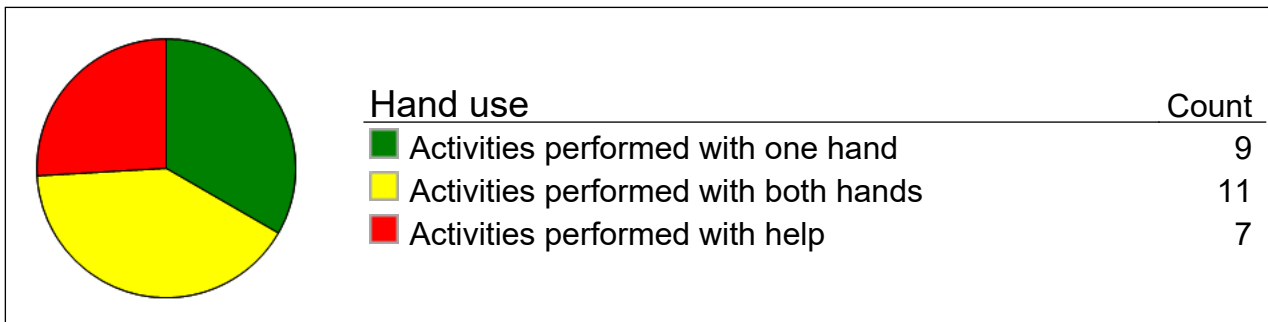 Hand use Count
Activities performed with one hand 9
Activities performed with both hands 11
Activities performed with help 7